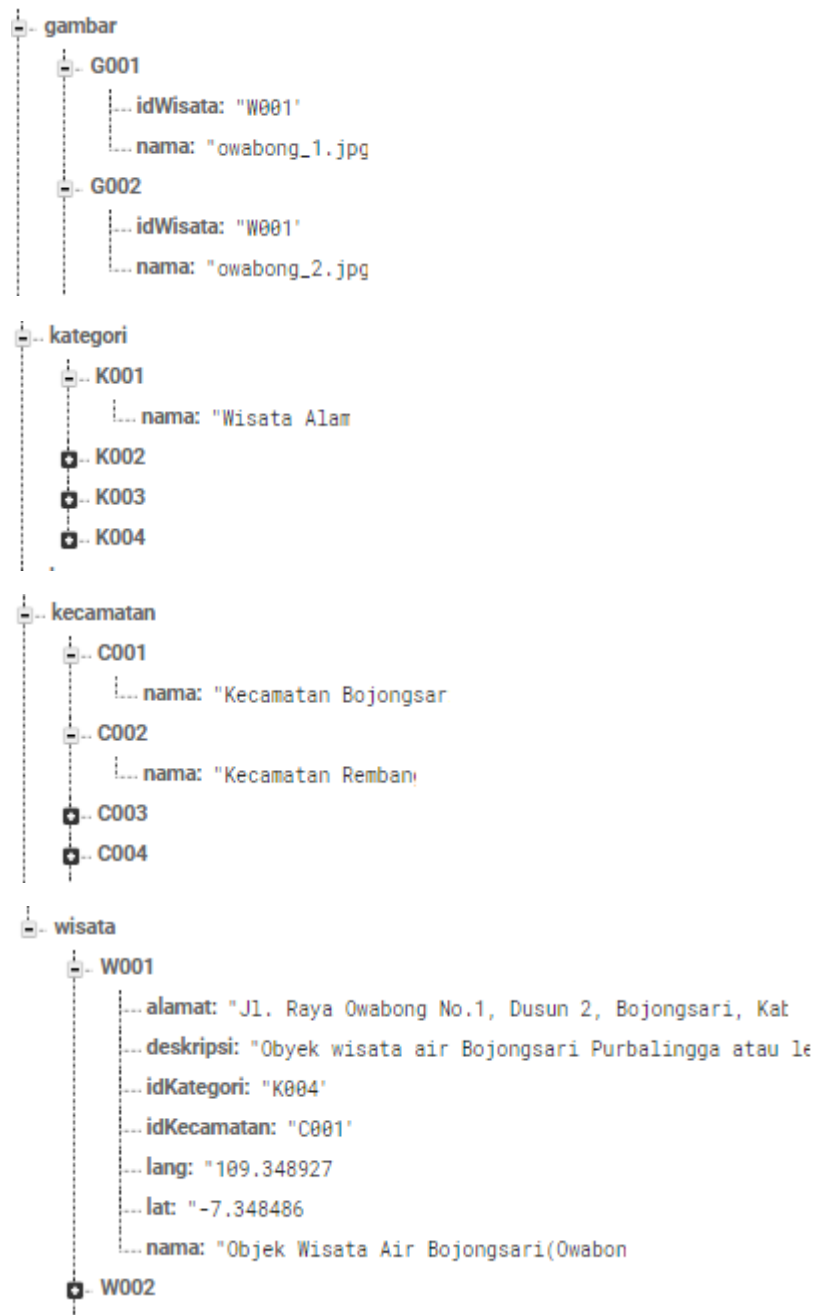 gambar
G001
idWisata: "W001'
nama: "owabong_1.jpg
G002
idWisata: "W001'
nama: "owabong_2.jpg
kategori
K001
nama: "Wisata Alam
K002
K003
K004
kecamatan
C001
nama: "Kecamatan Bojongsar
C002
nama: "Kecamatan Remban
C003
C004
wisata
W001
alamat: "Jl. Raya Owabong No.1, Dusun 2, Bojongsari, Kab
deskripsi: "Obyek wisata air Bojongsari Purbalingga atau le
idKategori: "K004'
idKecamatan: "C001'
lang: "109.348927
lat: "-7.348486
nama: "Objek Wisata Air Bojongsari(Owabon
W002